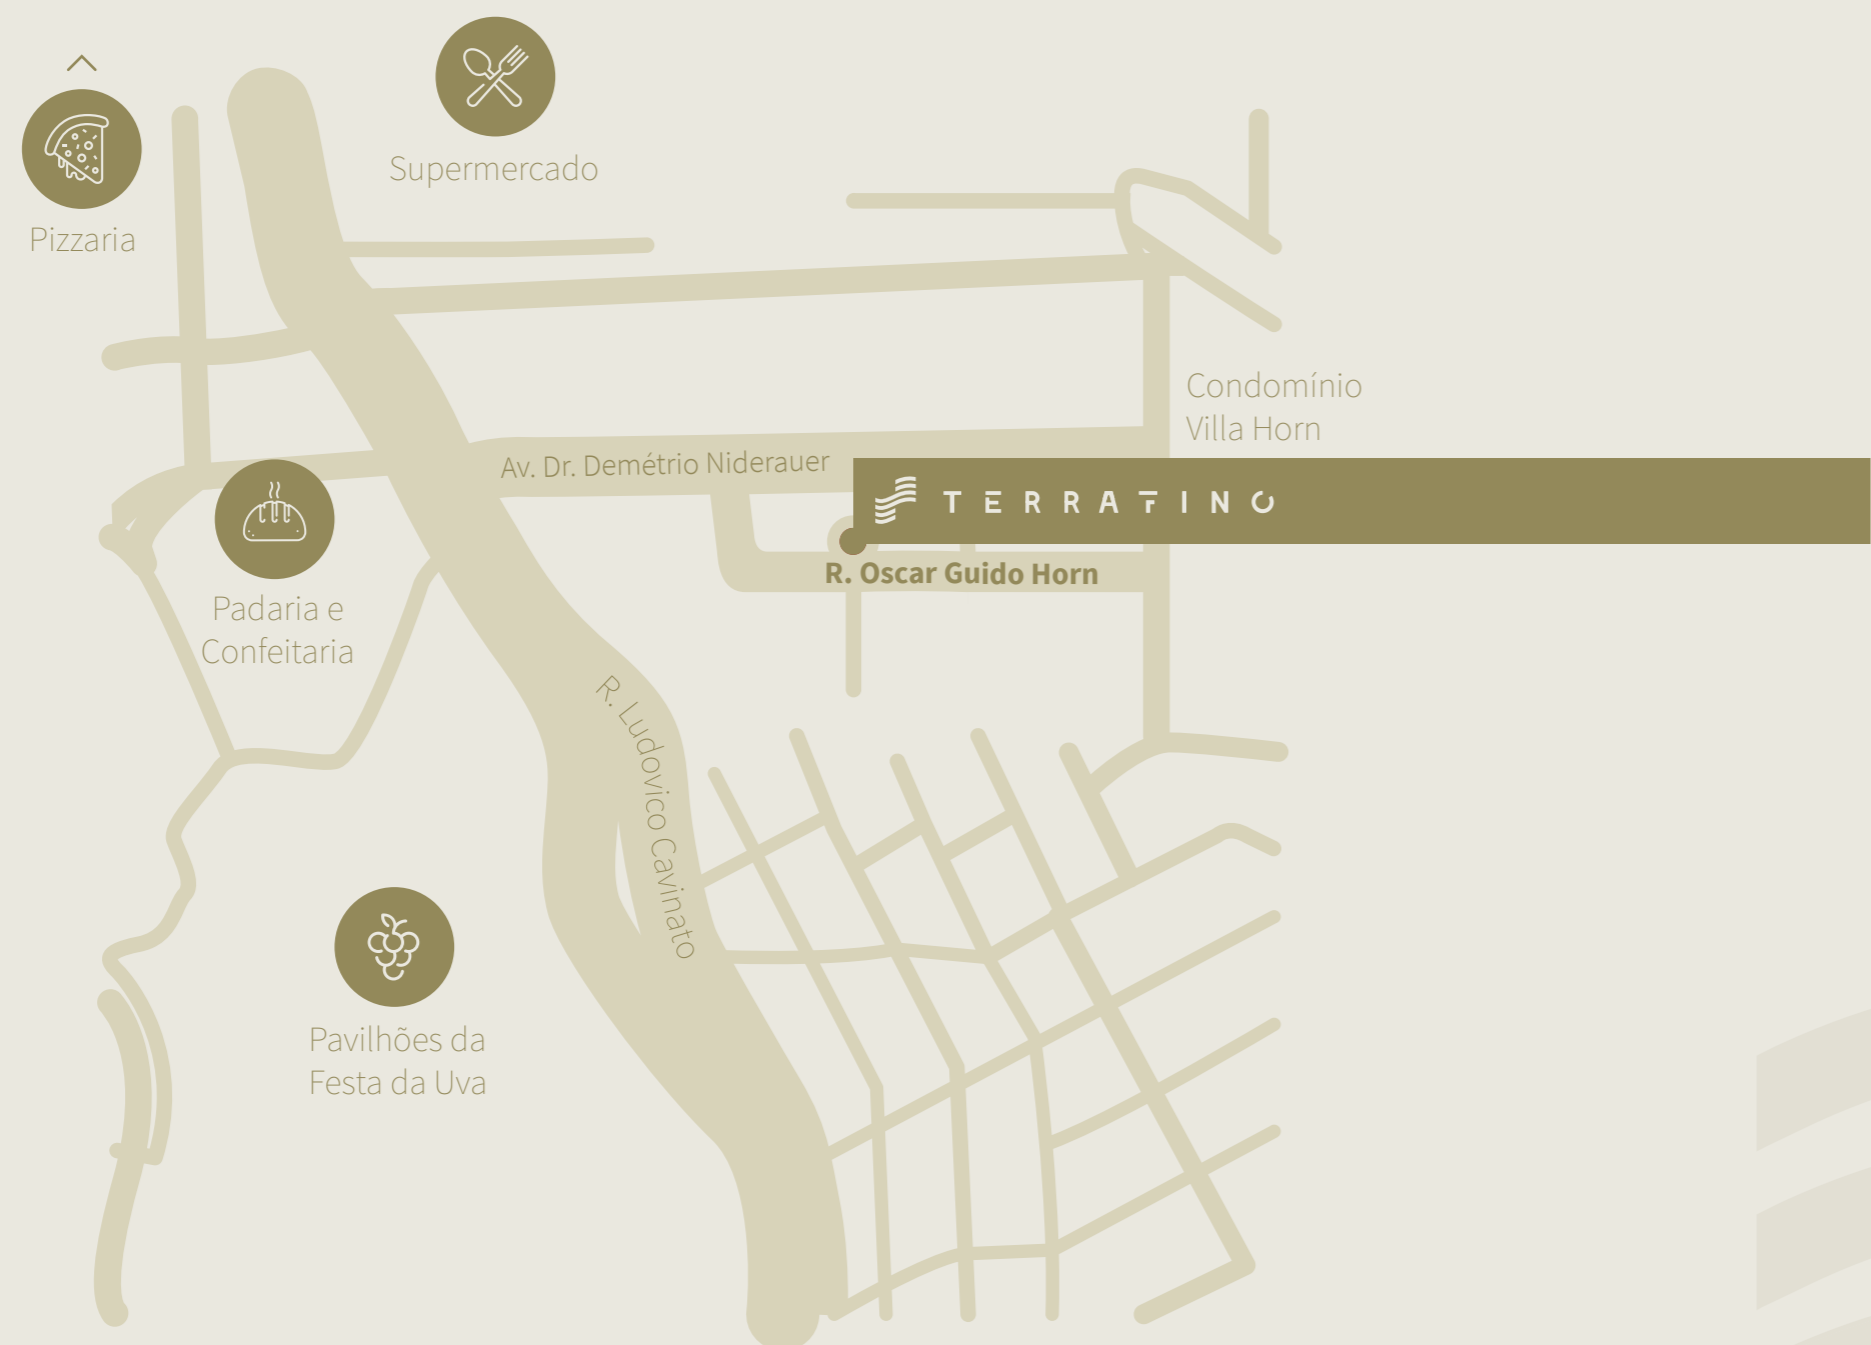 Supermercado
Pizzaria
Condomínio
Villa Horn
Av. Dr. Demétrio Niderauer
TERRAFINO
R. Oscar Guido Horn
Padaria e
Confeitaria
R. Ludovico Cavinato
Pavilhões da
Festa da Uva